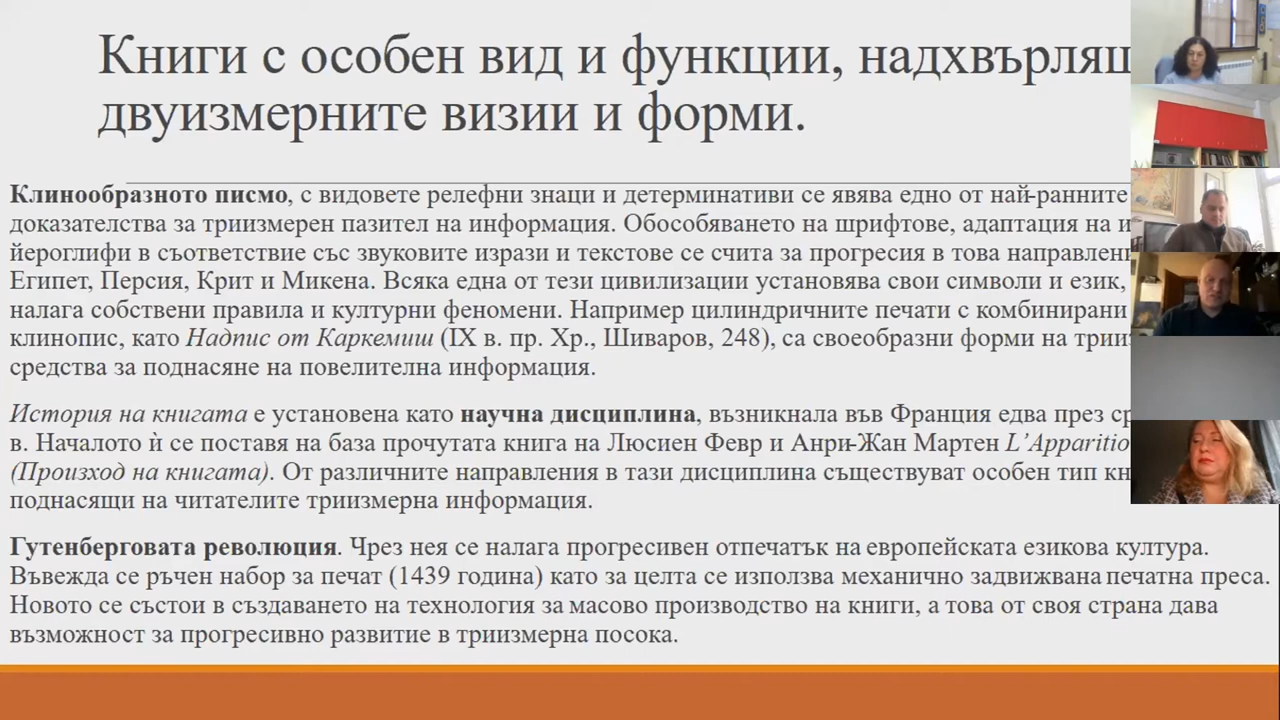 Книги с особен вид и функции,
двуизмерните визии и форми.
Клинообразното писмо, с видовете релефни знаци и детерминативи се явява едно от най-ранните
доказателства за триизмерен пазител на информация. Обособяването на шрифтове, адаптация на
йероглифи в съответствие със звуковите изрази и текстове се счита за прогресия в това
Египет, Персия, Крит и Микена. Всяка една от тези цивилизации установява свои символи и език,
налага собствени правила и културни феномени. Например цилиндричните печати с комбинирани
клинопис, като Надпис от Каркемиш (IX в. пр. Хр., Шиваров, 248), са своеобразни форми на
средства за поднасяне на повелителна информация.
История на книгата е установена като научна дисциплина, възникнала във Франция едва през
в. Началото ѝ се поставя на база прочутата книга на Люсиен Февр и Анри-Жан Мартен
(Произход на книгата). От различните направления в тази дисциплина съществуват особен тип
поднасящи на читателите триизмерна информация.
Гутенберговата революция. Чрез нея се налага прогресивен отпечатък на европейската езикова култура.
Въвежда се ръчен набор за печат (1439 година) като за целта се използва механично задвижвана печатна преса.
Новото се състои в създаването на технология за масово производство на книги, а това от своя страна дава
възможност за прогресивно развитие в триизмерна посока.